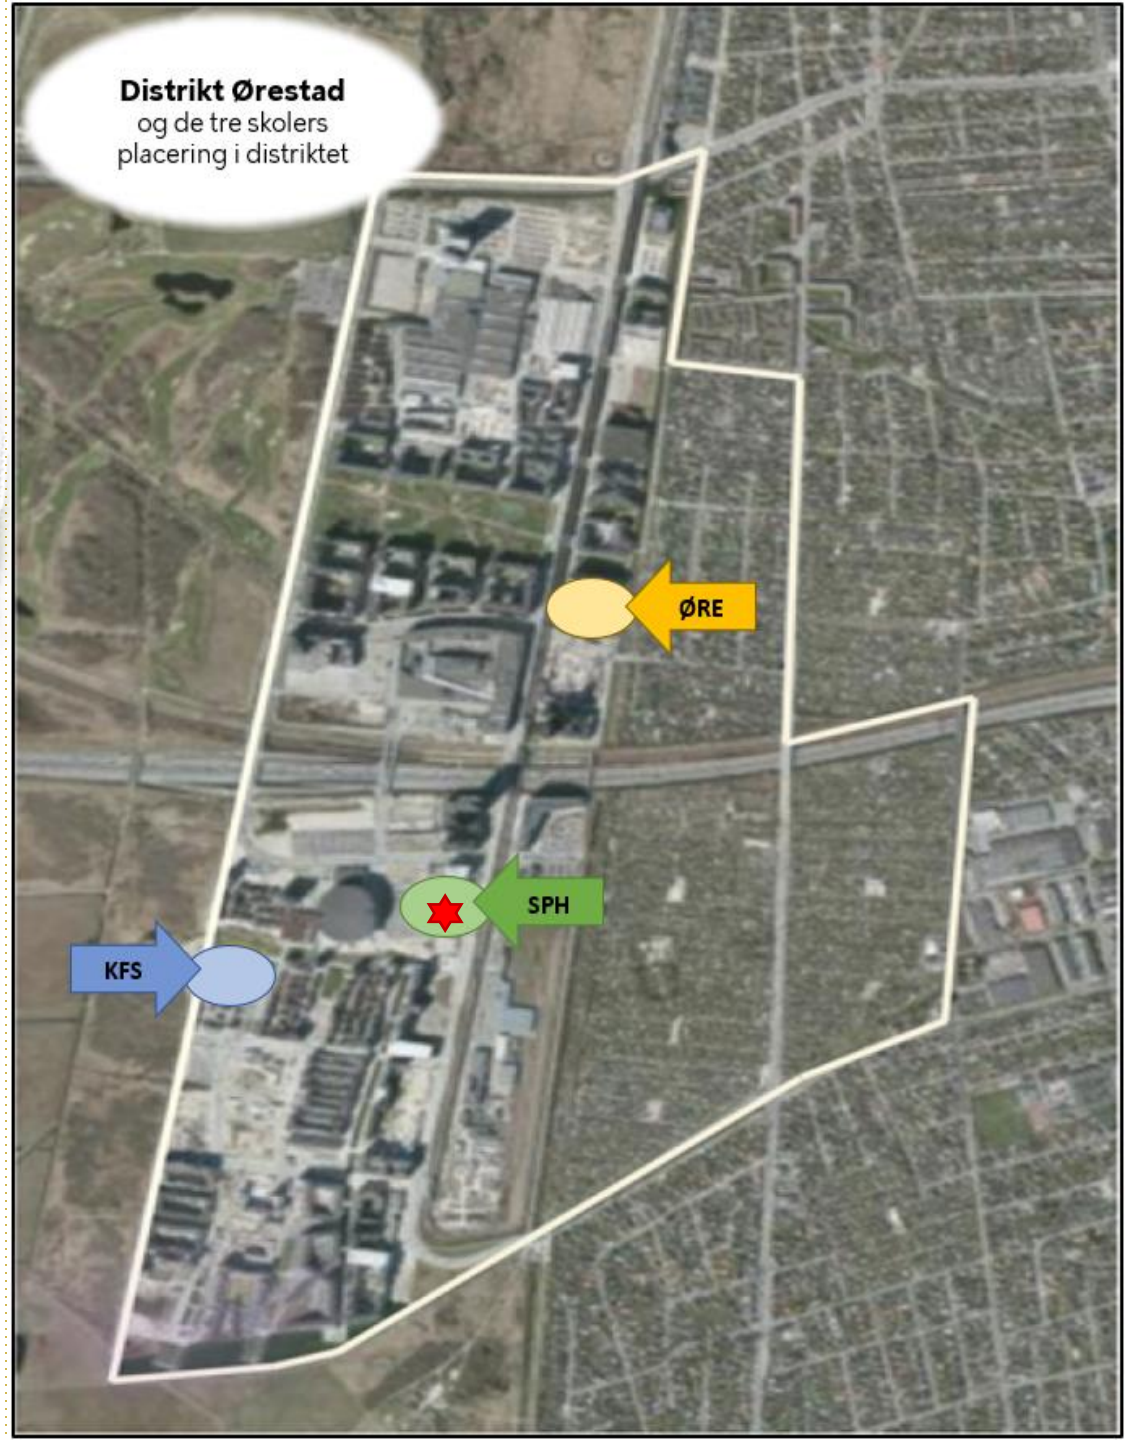 Distrikt Ørestad
og de tre skolers
placering i distriktet
ØRE
SPH
KFS